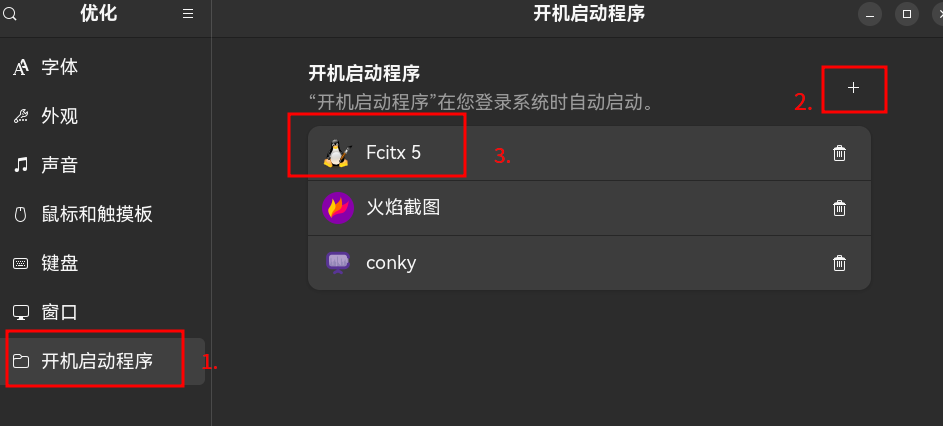 优化
开机启动程序
字体
外观
声音
鼠标和触摸板
键盘
窗口
开机启动程序
1.
开机启动程序
“开机启动程序”在您登录系统时自动启动。
2.
Fcitx 5
3.
火焰截图
conky